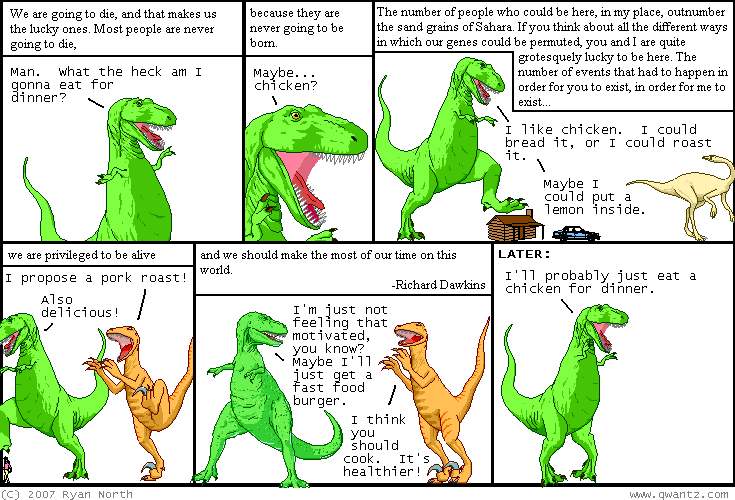 We are going to die, and that makes us
the lucky ones. Most people are never
going to die,
Man.  What the heck am I
gonna eat for
dinner?
because they are
never going to be
born.
Maybe...
chicken?
The number of people who could be here, in my place, outnumber
the sand grains of Sahara. If you think about all the different ways
in which our genes could be permuted, you and I are quite
grotesquely lucky to be here. The
number of events that had to happen in
order for you to exist, in order for me to
exist...
I like chicken.  I could
bread it, or I could roast
it.
Maybe I
could put a
lemon inside.
we are privileged to be alive
I propose a pork roast!
Also
delicious!
and we should make the most of our time on this
world.
-Richard Dawkins
I'm just not
feeling that
motivated,
you know?
Maybe I'll
just get a
fast food
burger.
I think
you
should
cook.  It's
healthier!
LATER:
I'll probably just eat a
chicken for dinner.
(C) 2007 Ryan North
www.qwantz.com